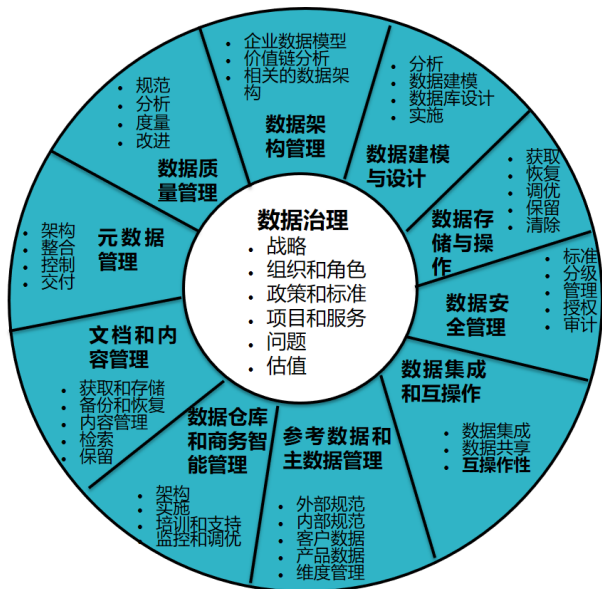 企业数据模型
价值链分析
相关的数据架
构
数据架
构管理
分析
数据建模
数据库设计
实施
数据建模
与设计
获取
恢复
调优
保留
清除
数据存
储与操
作
标准
分级
管理
授权
审计
数据安
全管理
数据集成
和互操作
数据集成
数据共享
互操作性
参考数据和
主数据管理
外部规范
内部规范
客户数据
产品数据
维度管理
数据仓库
和商务智
能管理
架构
实施
培训和支持
监控和调优
文档和内
容管理
获取和存储
备份和恢复
内容管理
检索
保留
元数据
管理
架构
整合
控制
交付
规范
分析
度量
改进
数据质
量管理
数据治理
战略
组织和角色
政策和标准
项目和服务
问题
估值